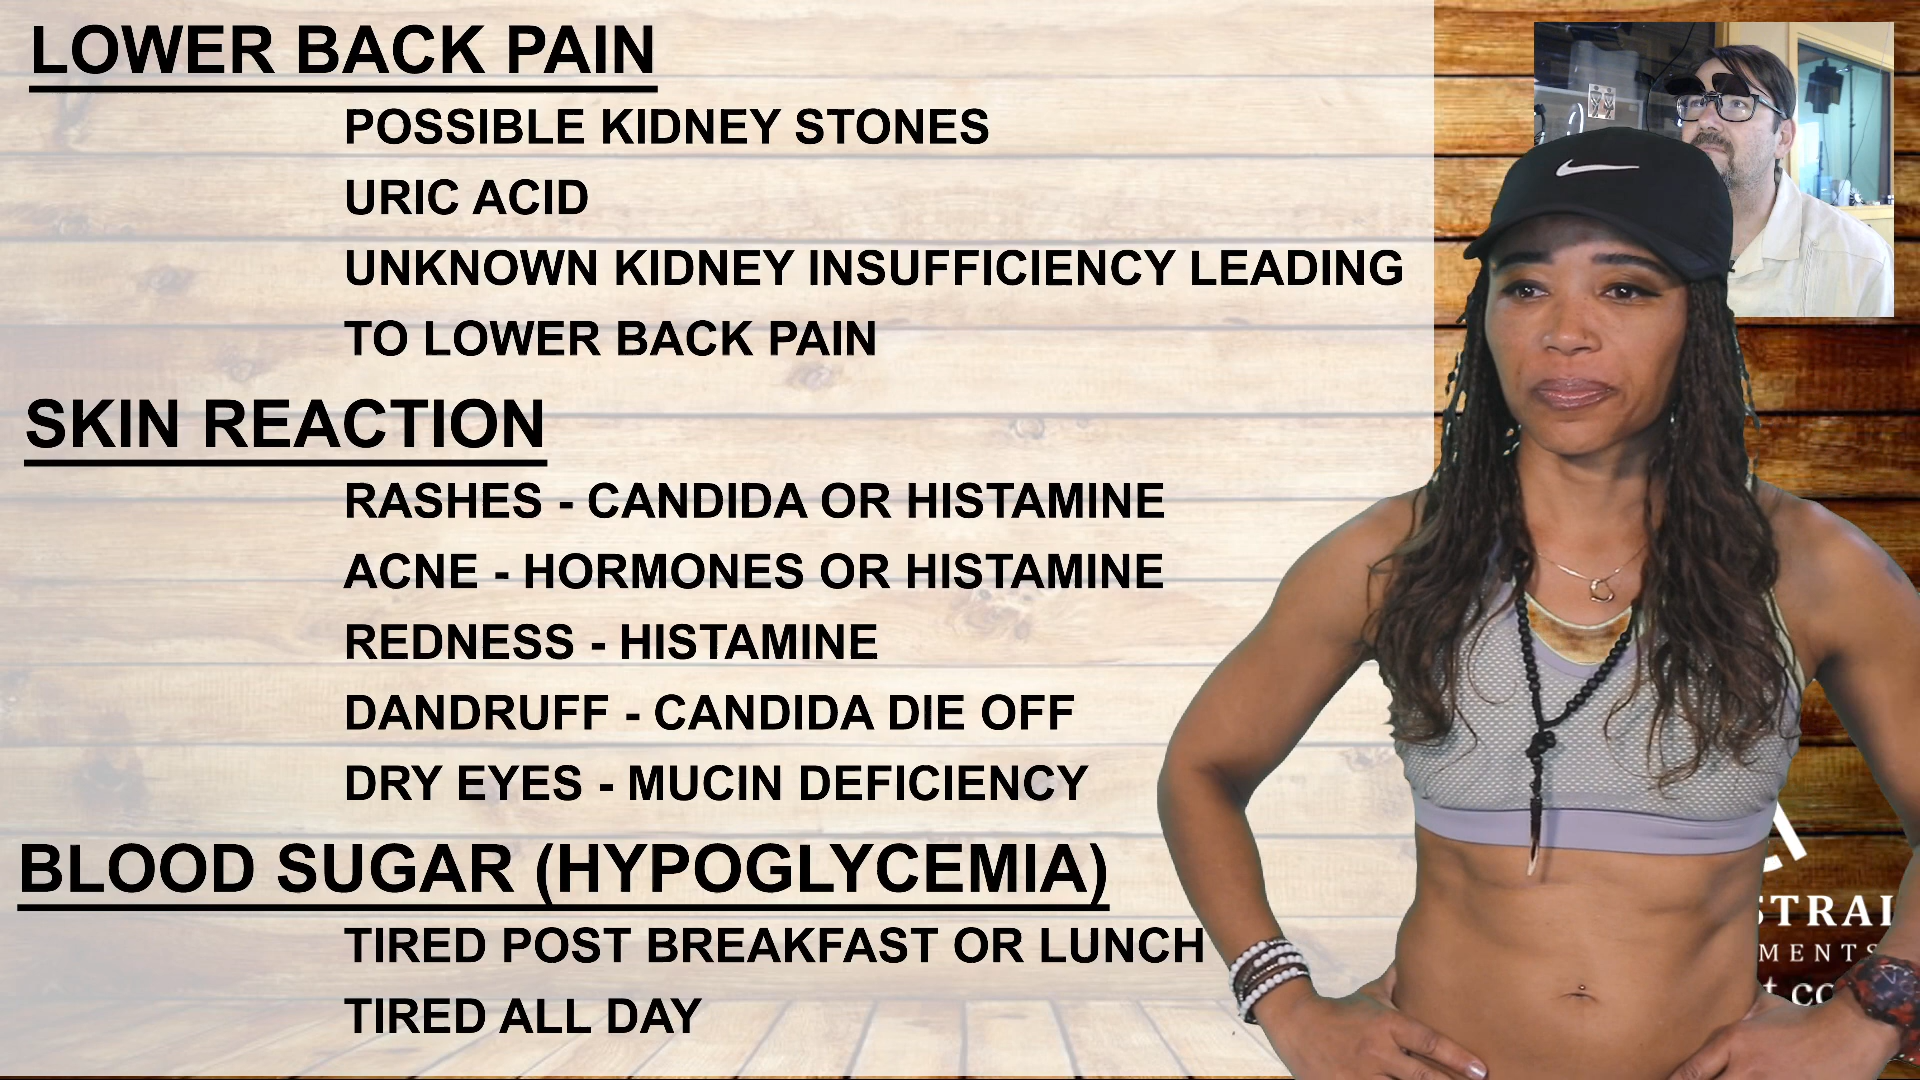 LOWER BACK PAIN
POSSIBLE KIDNEY STONES
URIC ACID
UNKNOWN KIDNEY INSUFFICIENCY LEADING
TO LOWER BACK PAIN
SKIN REACTION
RASHES - CANDIDA OR HISTAMINE
ACNE - HORMONES OR HISTAMINE
REDNESS - HISTAMINE
DANDRUFF - CANDIDA DIE OFF
DRY EYES - MUCIN DEFICIENCY
BLOOD SUGAR (HYPOGLYCEMIA)
TIRED POST BREAKFAST OR LUNCH
TIRED ALL DAY